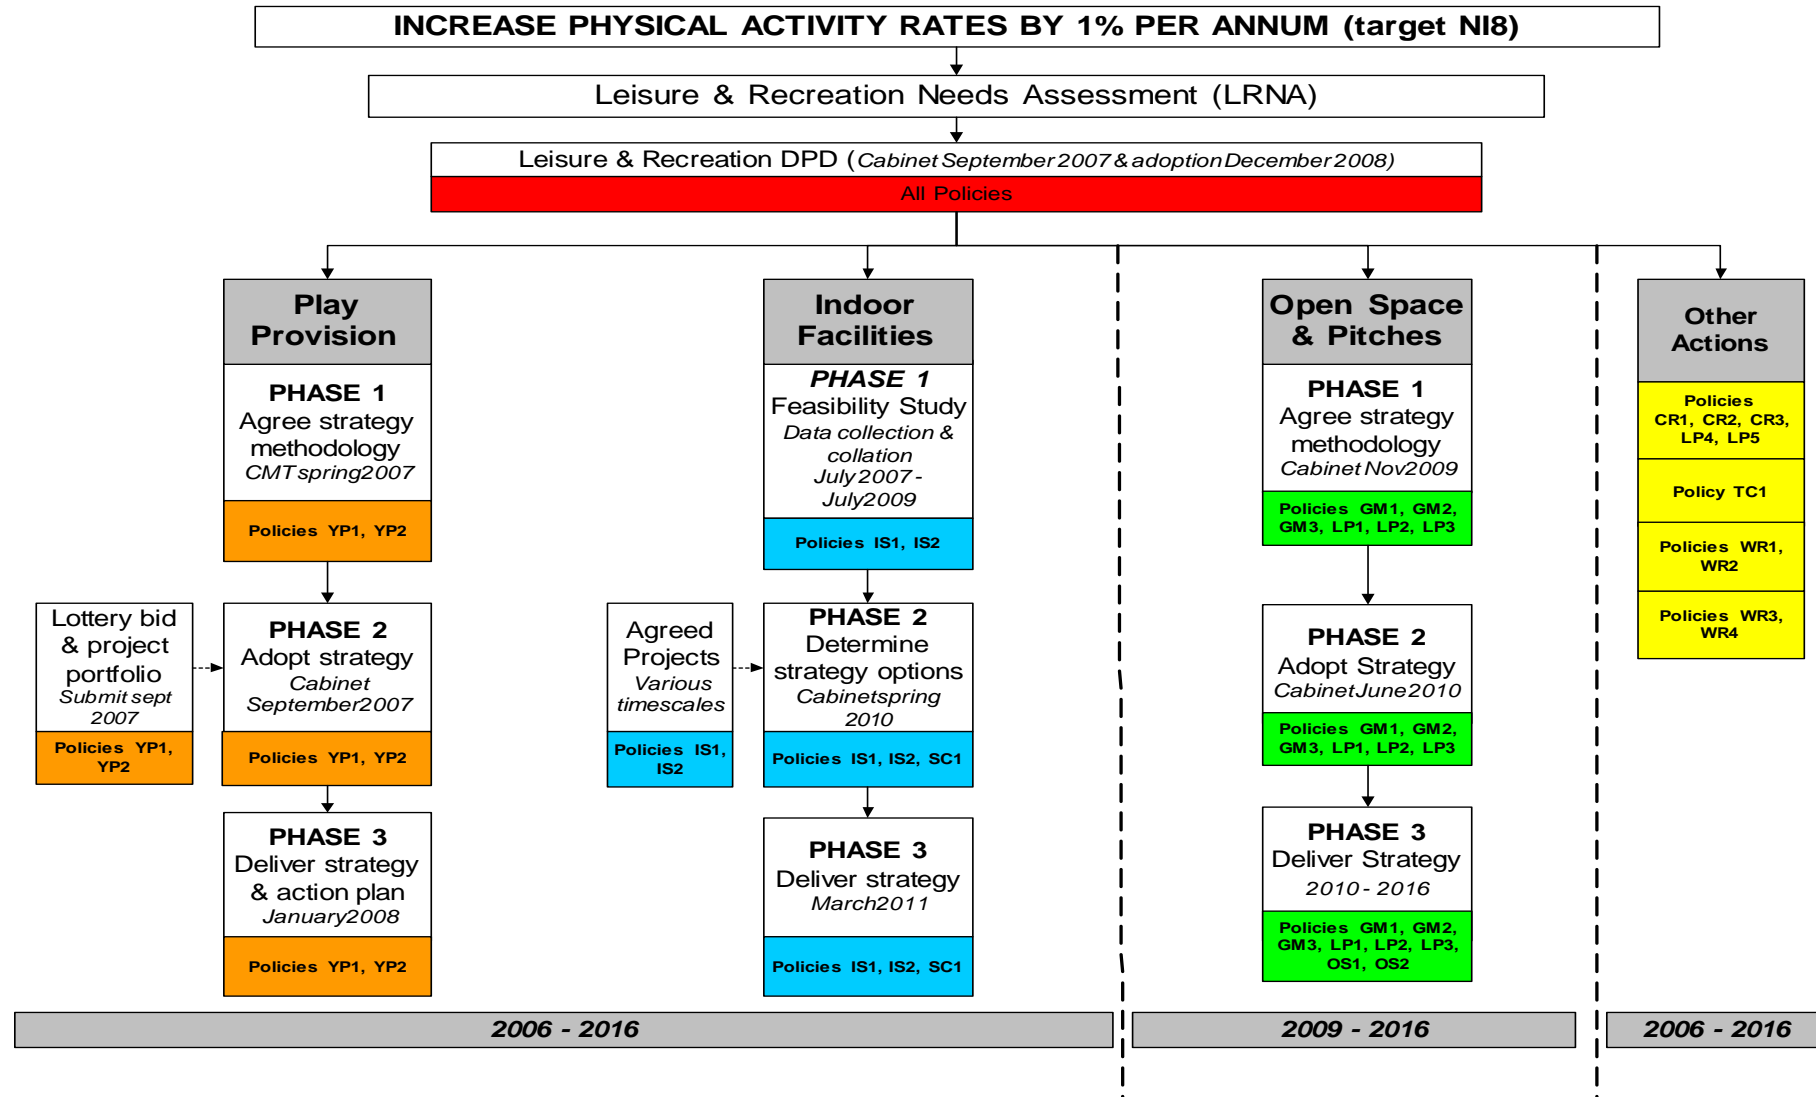 INCREASE PHYSICAL ACTIVITY RATES BY 1% PER ANNUM (target NI8)
Leisure & Recreation Needs Assessment (LRNA)
Leisure & Recreation DPD (Cabinet September 2007 & adoption December 2008)
All Policies
Play
Provision
PHASE 1
Agree strategy
methodology
CMT spring 2007
Policies YP1, YP2
Lottery bid
& project
portfolio
Submit sept
2007
Policies YP1,
YP2
PHASE 2
Adopt strategy
Cabinet
September 2007
Policies YP1, YP2
PHASE 3
Deliver strategy
& action plan
January 2008
Policies YP1, YP2
Indoor
Facilities
PHASE 1
Feasibility Study
Data collection &
collation
July 2007 -
July 2009
Policies IS1, IS2
Agreed
Projects
Various
timescales
Policies IS1,
IS2
PHASE 2
Determine
strategy options
Cabinet spring
2010
Policies IS1, IS2, SC1
PHASE 3
Deliver strategy
March 2011
Policies IS1, IS2, SC1
Open Space
& Pitches
PHASE 1
Agree strategy
methodology
Cabinet Nov 2009
Policies GM1, GM2,
GM3, LP1, LP2, LP3
PHASE 2
Adopt Strategy
Cabinet June 2010
Policies GM1, GM2,
GM3, LP1, LP2, LP3
PHASE 3
Deliver Strategy
2010 - 2016
Policies GM1, GM2,
GM3, LP1, LP2, LP3,
OS1, OS2
Other
Actions
Policies
CR1, CR2, CR3,
LP4, LP5
Policy TC1
Policies WR1,
WR2
Policies WR3,
WR4
2006 - 2016
2009 - 2016
2006 - 2016